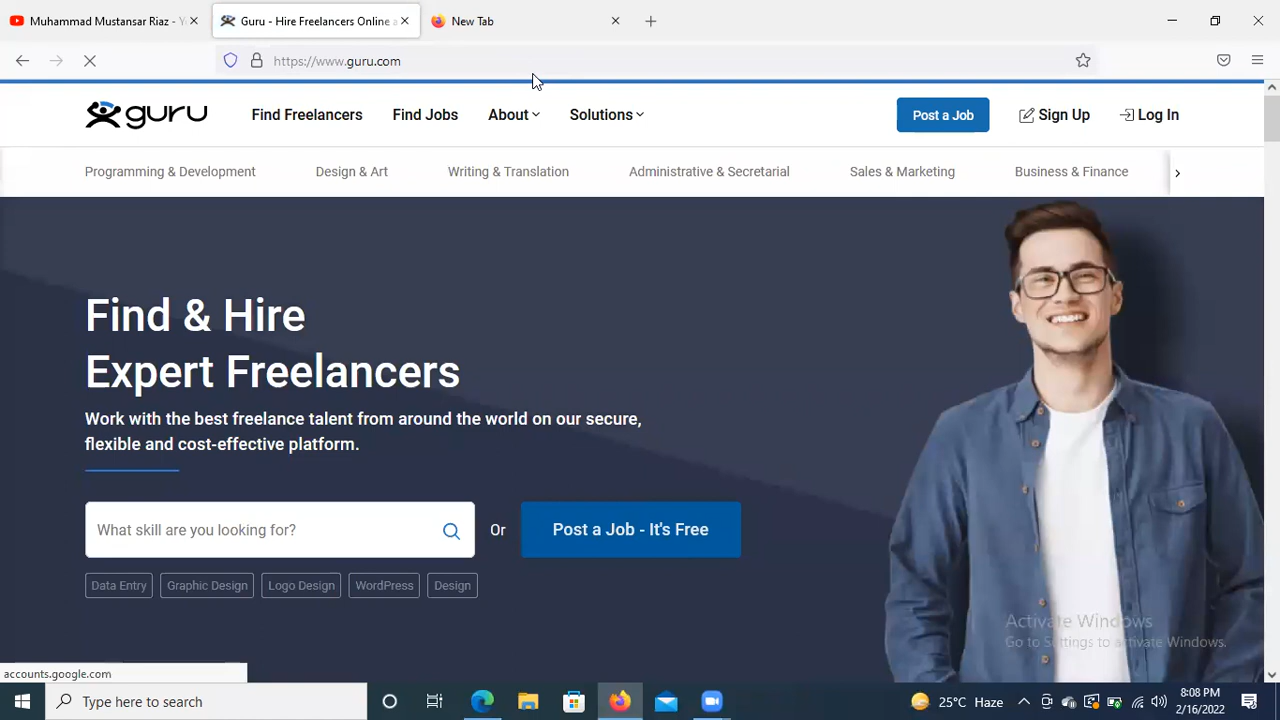 Muhammad Mustansar Riaz - Y
Guru - Hire Freelancers Online a
New Tab
https://www.guru.com
guru
Find Freelancers
Find Jobs
About
Solutions
Post a Job
Sign Up
Log In
Programming & Development
Design & Art
Writing & Translation
Administrative & Secretarial
Sales & Marketing
Business & Finance
Find & Hire
Expert Freelancers
Work with the best freelance talent from around the world on our secure,
flexible and cost-effective platform.
What skill are you looking for?
Or
Post a Job - It's Free
Data Entry
Graphic Design
Logo Design
WordPress
Design
Activate Windows
Go to Settings to activate Windows.
accounts.google.com
Type here to search
25°C Haze
8:08 PM
2/16/2022